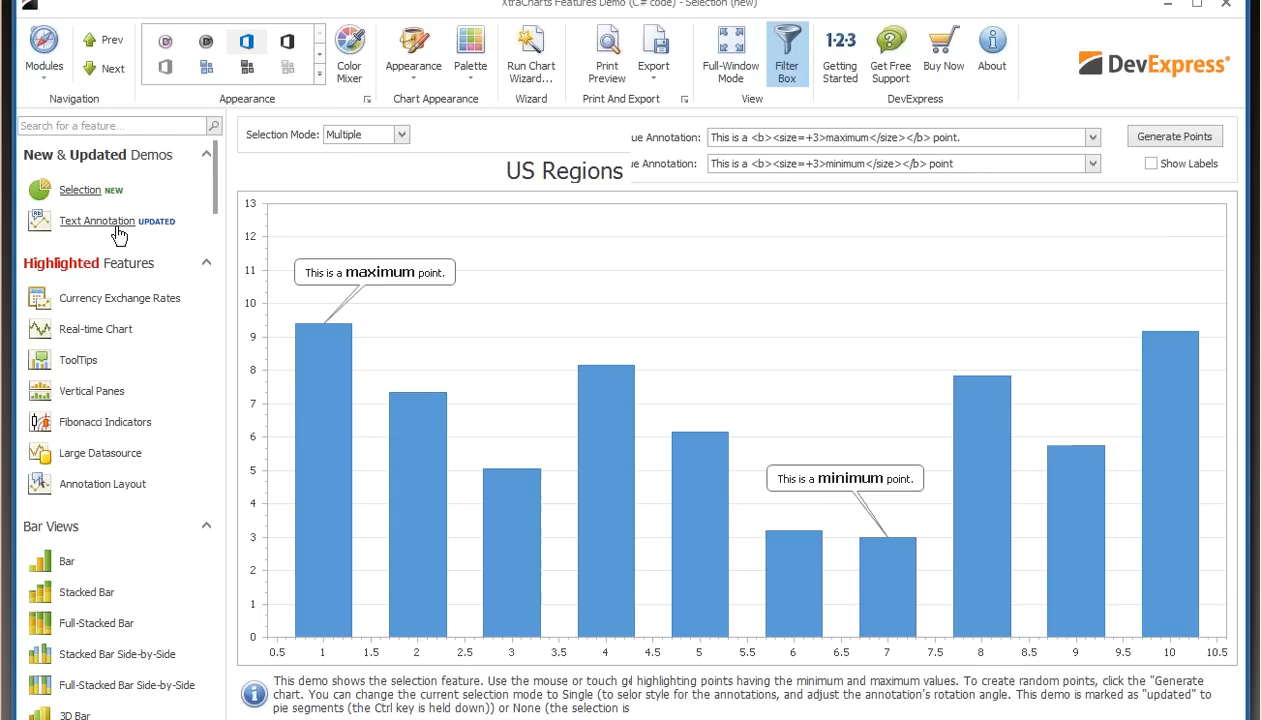 XtraCharts Features Demo (C# code) - Selection (new)
Modules
Prev
Next
Navigation
Appearance
Color Mixer
Appearance
Palette
Chart Appearance
Run Chart Wizard...
Wizard
Print Preview
Export
Print And Export
Full-Window Mode
Filter Box
View
1-2-3
Getting Started
Get Free Support
Buy Now
About
DevExpress
DevExpress®
Search for a feature...
New & Updated Demos
Selection NEW
Text Annotation UPDATED
Highlighted Features
Currency Exchange Rates
Real-time Chart
ToolTips
Vertical Panes
Fibonacci Indicators
Large Datasource
Annotation Layout
Bar Views
Bar
Stacked Bar
Full-Stacked Bar
Stacked Bar Side-by-Side
Full-Stacked Bar Side-by-Side
3D Bar
Selection Mode: Multiple
ue Annotation: This is a <b><size=+3>maximum</size></b> point.
Generate Points
ue Annotation: This is a <b><size=+3>minimum</size></b> point
Show Labels
US Regions
13
12
11
10
9
8
7
6
5
4
3
2
1
0
This is a maximum point.
This is a minimum point.
0.5 1 1.5 2 2.5 3 3.5 4 4.5 5 5.5 6 6.5 7 7.5 8 8.5 9 9.5 10 10.5
This demo shows the selection feature. Use the mouse or touch gd highlighting points having the minimum and maximum values. To create random points, click the "Generate
chart. You can change the current selection mode to Single (to selor style for the annotations, and adjust the annotation's rotation angle. This demo is marked as "updated" to
pie segments (the Ctrl key is held down)) or None (the selection is